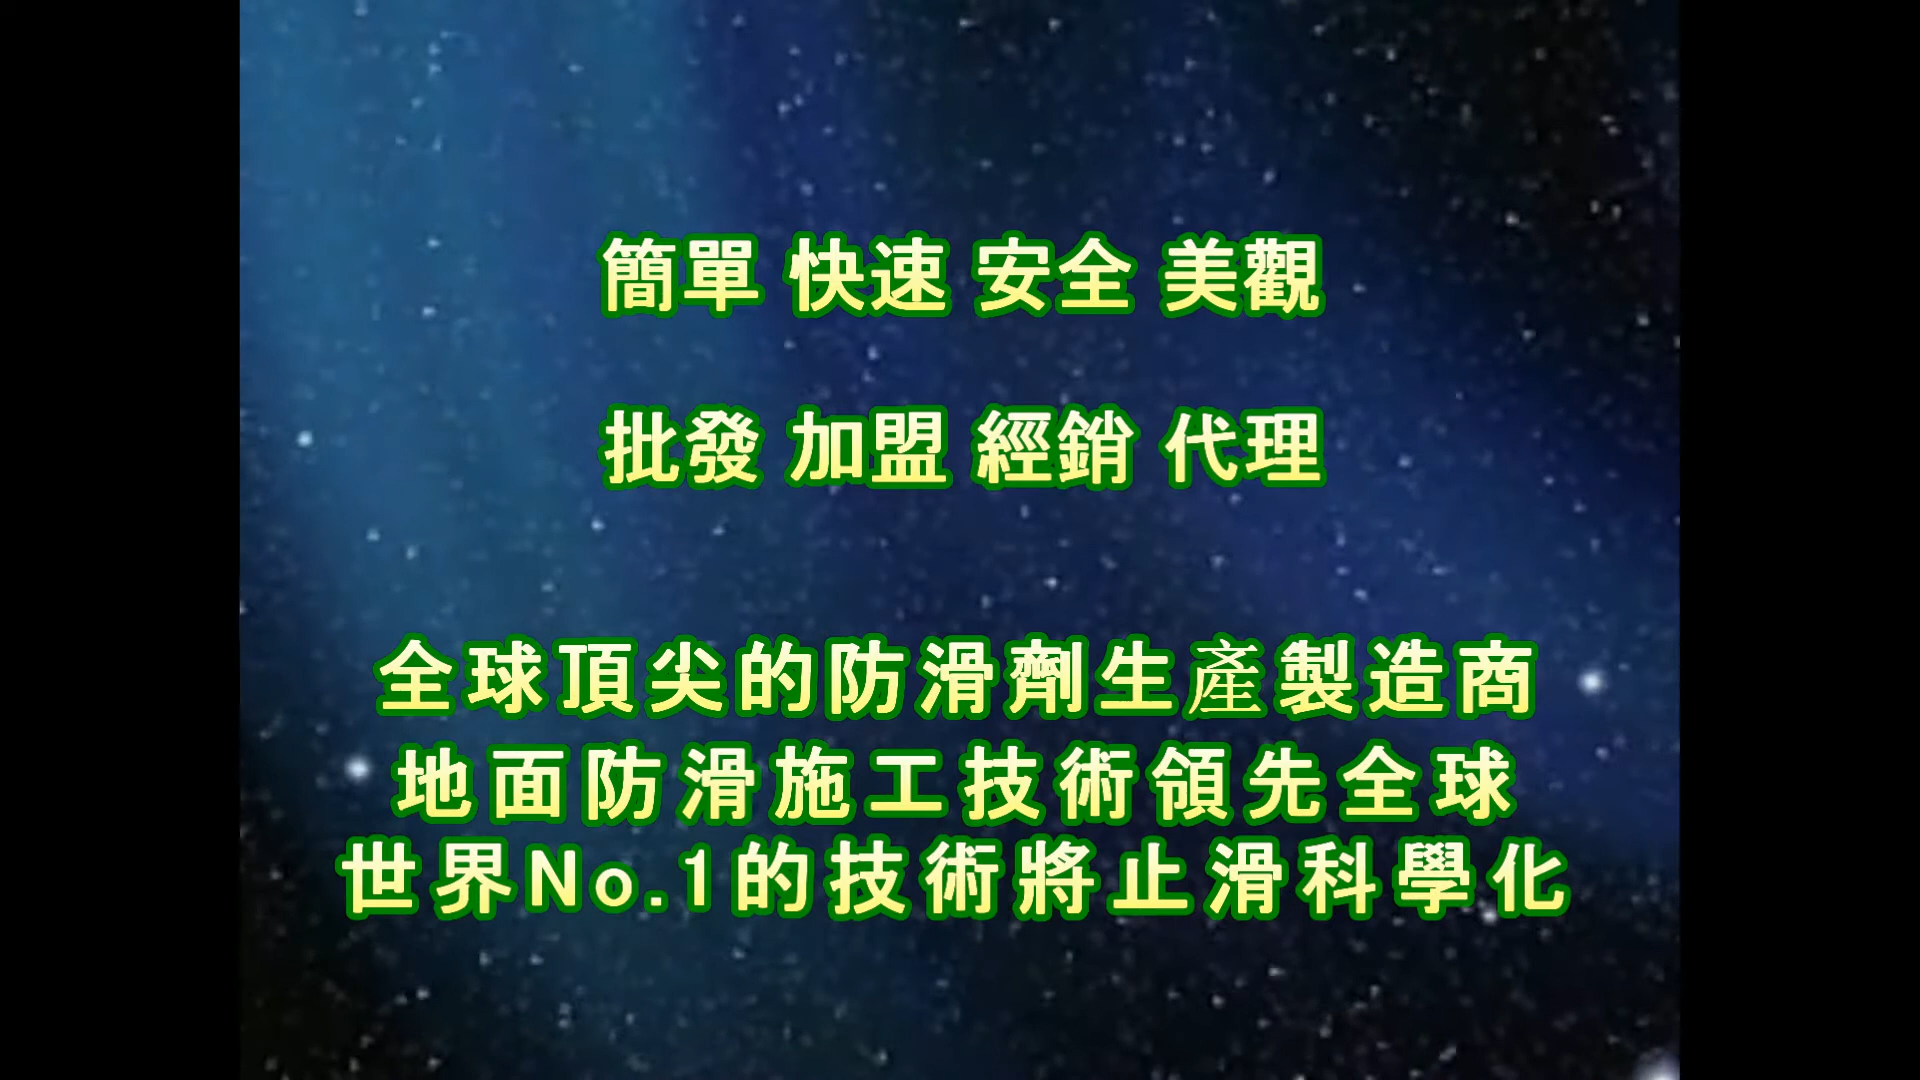 簡單 快速 安全 美觀
批發 加盟 經銷 代理
全球頂尖的防滑劑生產製造商
地面防滑施工技術領先全球
世界No.1的技術將止滑科學化